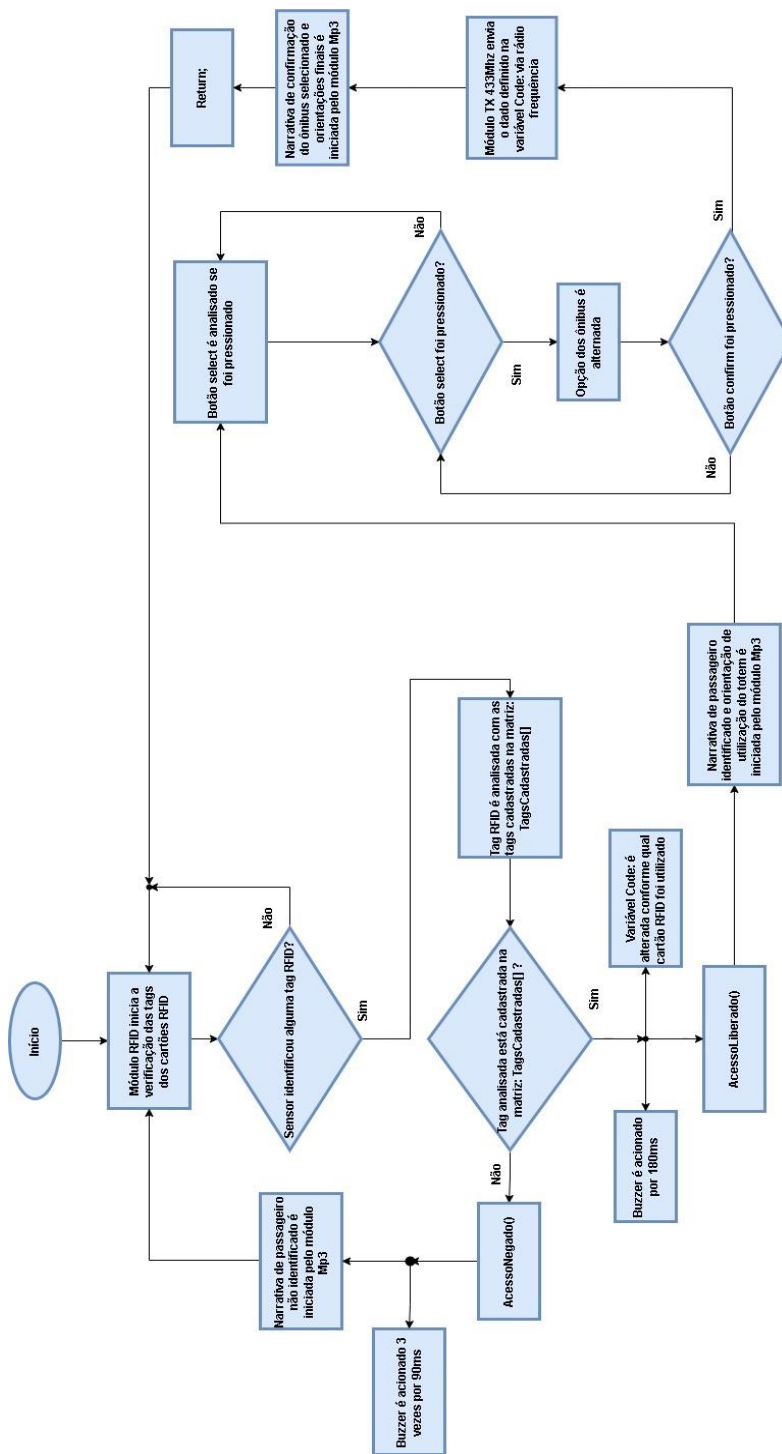 Início
Módulo RFID inicia a
verificação das tags
dos cartões RFID
Sensor identificou alguma tag RFID?
Não
Sim
Tag RFID é analisada com as
tags cadastradas na matriz:
TagsCadastradas[]
Tag analisada está cadastrada na
matriz: TagsCadastradas[] ?
Não
Sim
AcessoNegado()
Buzzer é acionado 3
vezes por 90ms
Narrativa de passageiro
não identificado é
iniciada pelo módulo
Mp3
Buzzer é acionado
por 180ms
Variável Code: é
alterada conforme qual
cartão RFID foi utilizado
AcessoLiberado()
Narrativa de passageiro
identificado e orientação de
utilização do totem é
iniciada pelo módulo Mp3
Botão select é analisado se
foi pressionado
Botão select foi pressionado?
Não
Sim
Opção dos ônibus é
alternada
Botão confirm foi pressionado?
Não
Sim
Módulo TX 433Mhz envia
o dado definido na
variável Code: via rádio
frequência
Narrativa de confirmação
do ônibus selecionado e
orientações finais é
iniciada pelo módulo Mp3
Return;